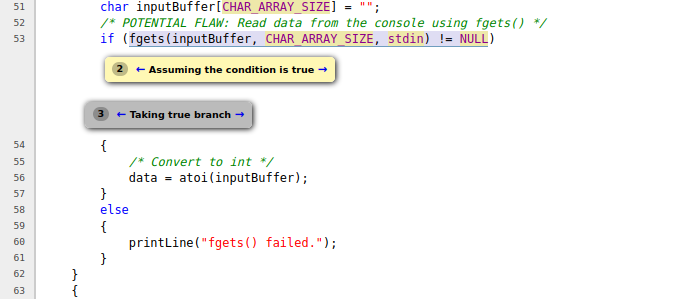 51 char inputBuffer[CHAR_ARRAY_SIZE] = "";
52 /* POTENTIAL FLAW: Read data from the console using fgets() */
53 if (fgets(inputBuffer, CHAR_ARRAY_SIZE, stdin) != NULL)
2 ← Assuming the condition is true →
3 ← Taking true branch →
54 {
55 /* Convert to int */
56 data = atoi(inputBuffer);
57 }
58 else
59 {
60 printLine("fgets() failed.");
61 }
62 }
63 {